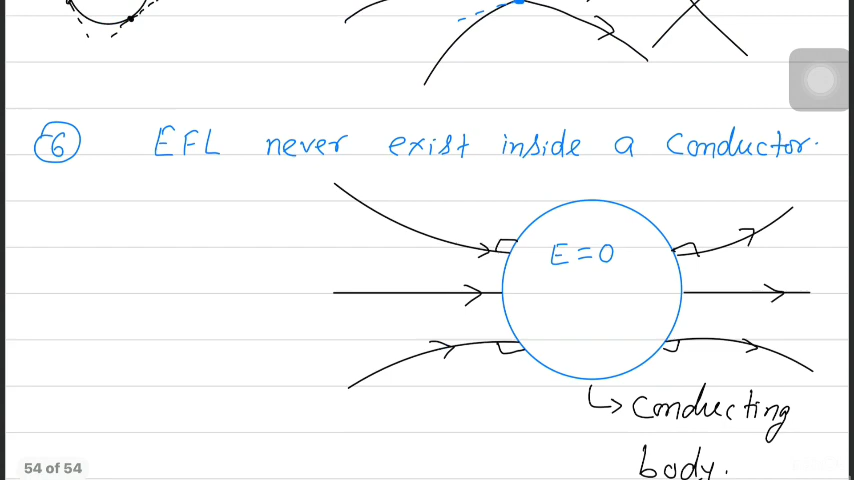 6 EFL never exist inside a conductor.
E=0
↳ Conducting
body.
54 of 54